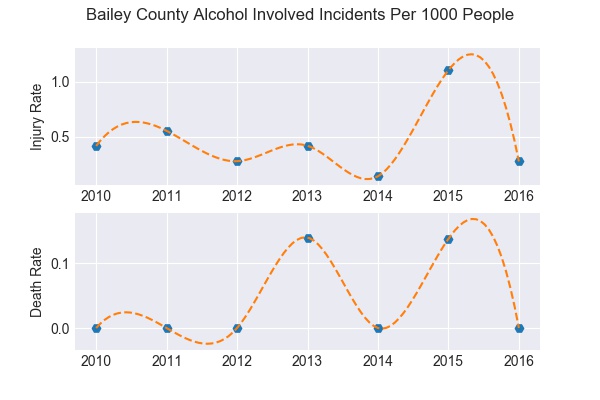 Bailey County Alcohol Involved Incidents Per 1000 People
Injury Rate
1.0
0.5
2010 2011 2012 2013 2014 2015 2016
Death Rate
0.1
0.0
2010 2011 2012 2013 2014 2015 2016